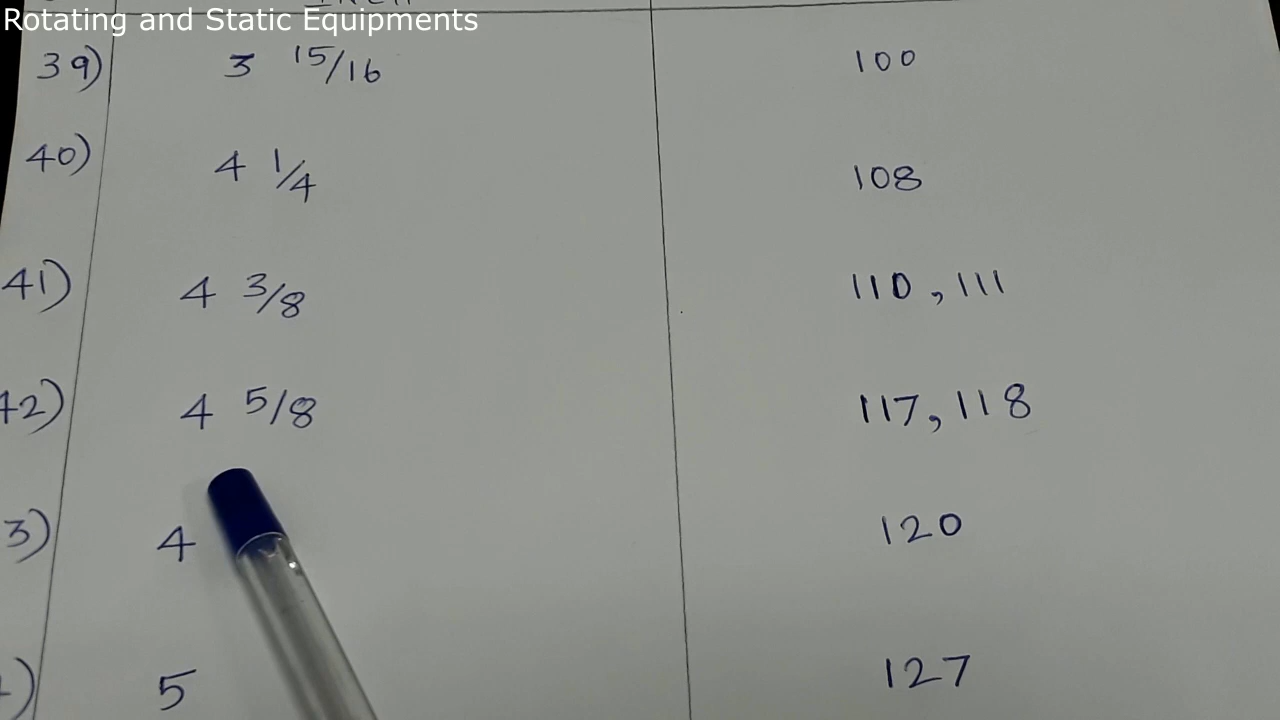 Rotating and Static Equipments
39) 3 15/16 100
40) 4 1/4 108
41) 4 3/8 110, 111
42) 4 5/8 117, 118
3) 4 120
) 5 127